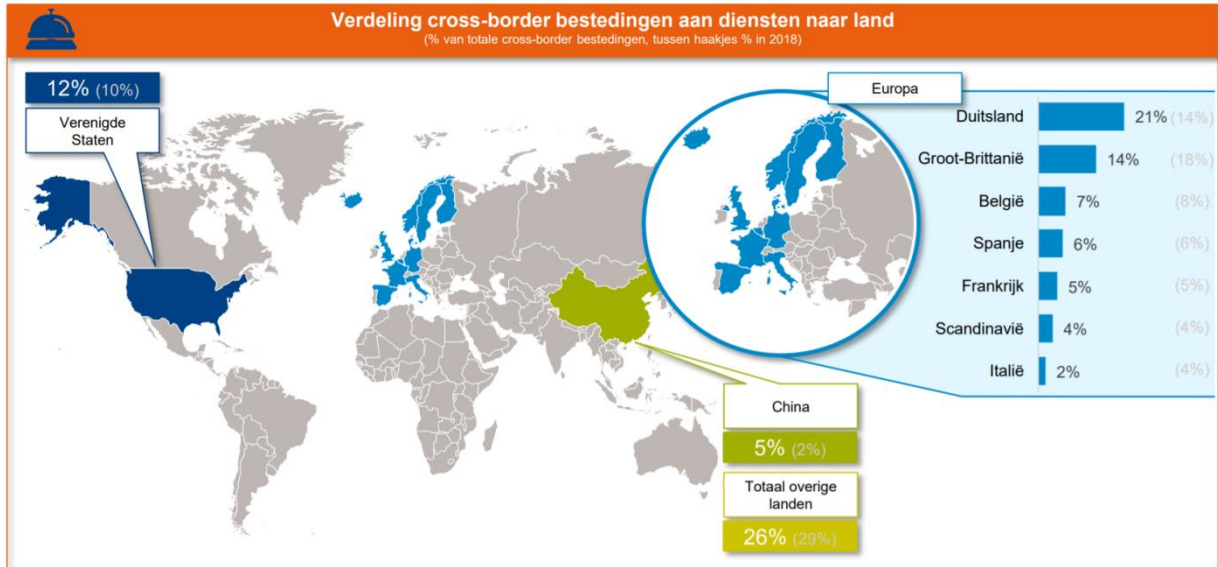 Verdeling cross-border bestedingen aan diensten naar land
(% van totale cross-border bestedingen, tussen haakjes % in 2018)
12% (10%)
Verenigde
Staten
Europa
Duitsland 21% (14%)
Groot-Brittanië 14% (18%)
België 7% (8%)
Spanje 6% (6%)
Frankrijk 5% (5%)
Scandinavië 4% (4%)
Italië 2% (4%)
China
5% (2%)
Totaal overige
landen
26% (29%)